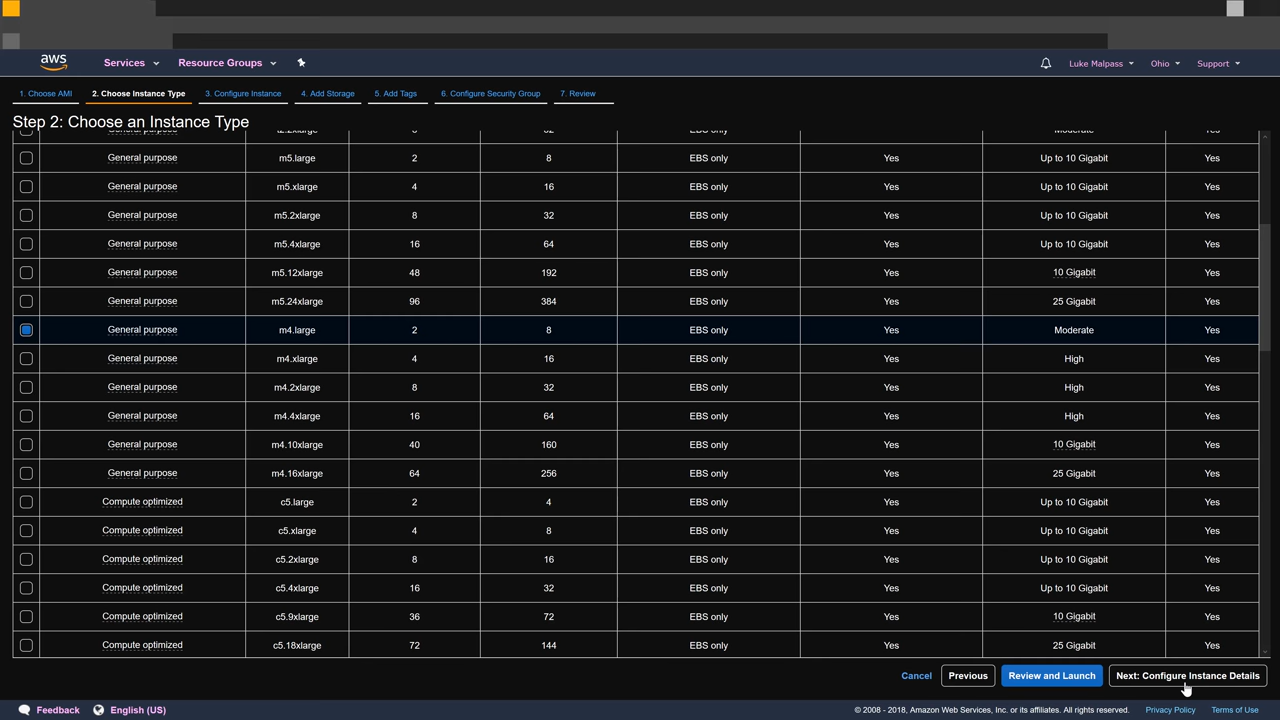 aws Services Resource Groups Luke Malpass Ohio Support
1. Choose AMI 2. Choose Instance Type 3. Configure Instance 4. Add Storage 5. Add Tags 6. Configure Security Group 7. Review
Step 2: Choose an Instance Type
General purpose t2.2xlarge 8 32 EBS only Moderate Yes
General purpose m5.large 2 8 EBS only Yes Up to 10 Gigabit Yes
General purpose m5.xlarge 4 16 EBS only Yes Up to 10 Gigabit Yes
General purpose m5.2xlarge 8 32 EBS only Yes Up to 10 Gigabit Yes
General purpose m5.4xlarge 16 64 EBS only Yes Up to 10 Gigabit Yes
General purpose m5.12xlarge 48 192 EBS only Yes 10 Gigabit Yes
General purpose m5.24xlarge 96 384 EBS only Yes 25 Gigabit Yes
General purpose m4.large 2 8 EBS only Yes Moderate Yes
General purpose m4.xlarge 4 16 EBS only Yes High Yes
General purpose m4.2xlarge 8 32 EBS only Yes High Yes
General purpose m4.4xlarge 16 64 EBS only Yes High Yes
General purpose m4.10xlarge 40 160 EBS only Yes 10 Gigabit Yes
General purpose m4.16xlarge 64 256 EBS only Yes 25 Gigabit Yes
Compute optimized c5.large 2 4 EBS only Yes Up to 10 Gigabit Yes
Compute optimized c5.xlarge 4 8 EBS only Yes Up to 10 Gigabit Yes
Compute optimized c5.2xlarge 8 16 EBS only Yes Up to 10 Gigabit Yes
Compute optimized c5.4xlarge 16 32 EBS only Yes Up to 10 Gigabit Yes
Compute optimized c5.9xlarge 36 72 EBS only Yes 10 Gigabit Yes
Compute optimized c5.18xlarge 72 144 EBS only Yes 25 Gigabit Yes
Cancel Previous Review and Launch Next: Configure Instance Details
Feedback English (US) © 2008 - 2018, Amazon Web Services, Inc. or its affiliates. All rights reserved. Privacy Policy Terms of Use